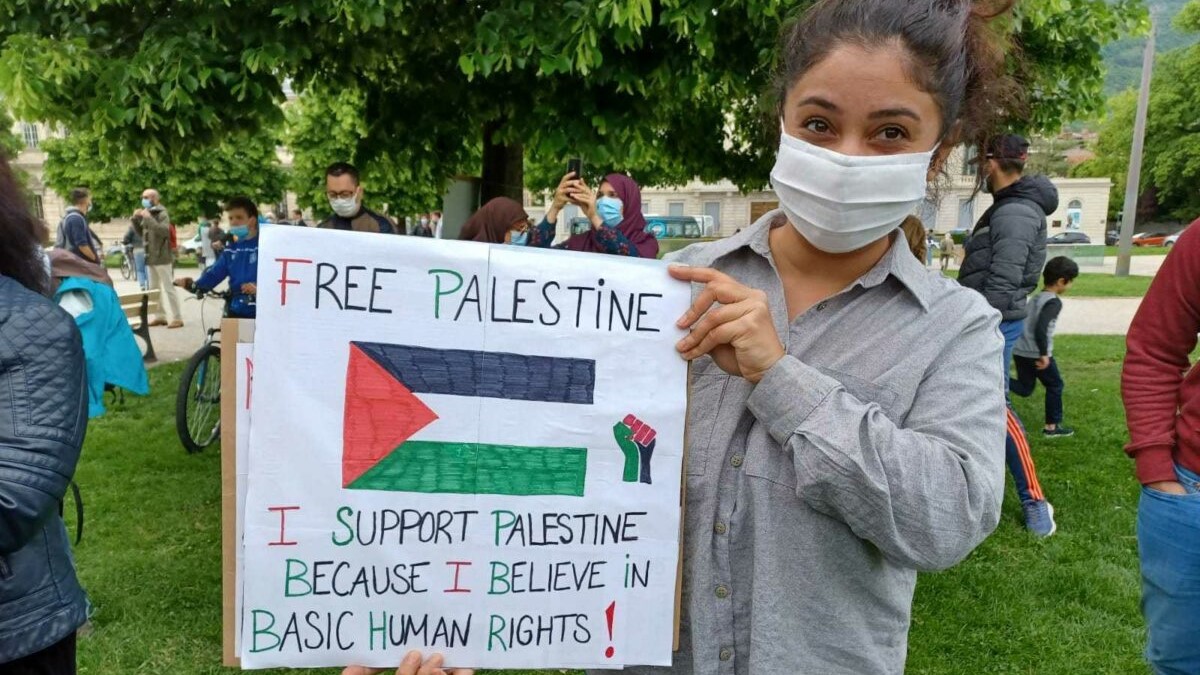 FREE PALESTiNE
I SUPPORT PALESTINE
BECAUSE I BELIEVE iN
BASIC HUMAN RIGHTS!